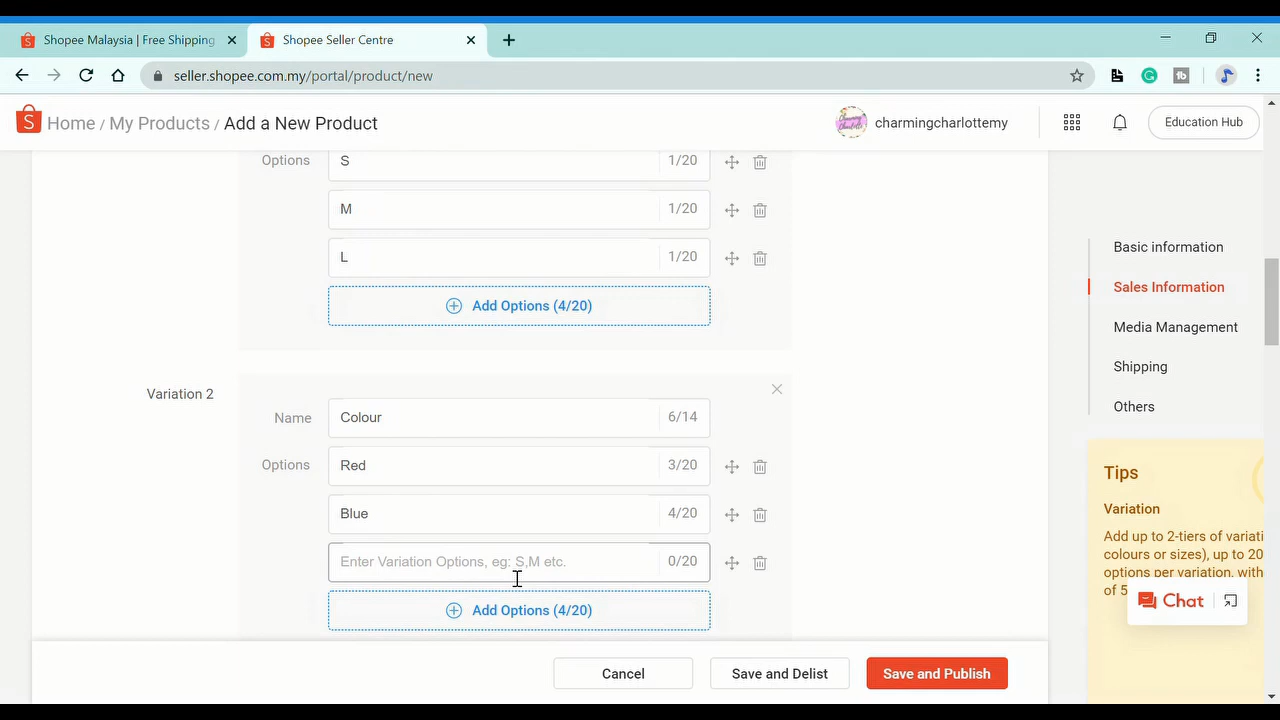 Shopee Malaysia | Free Shipping
Shopee Seller Centre
seller.shopee.com.my/portal/product/new
Home / My Products / Add a New Product
charmingcharlottemy
Education Hub
Options
S
1/20
M
1/20
L
1/20
Add Options (4/20)
Variation 2
Name
Colour
6/14
Options
Red
3/20
Blue
4/20
Enter Variation Options, eg: S,M etc.
0/20
Add Options (4/20)
Cancel
Save and Delist
Save and Publish
Basic information
Sales Information
Media Management
Shipping
Others
Tips
Variation
Add up to 2-tiers of variati
colours or sizes), up to 20
options per variation, with
of 5
Chat